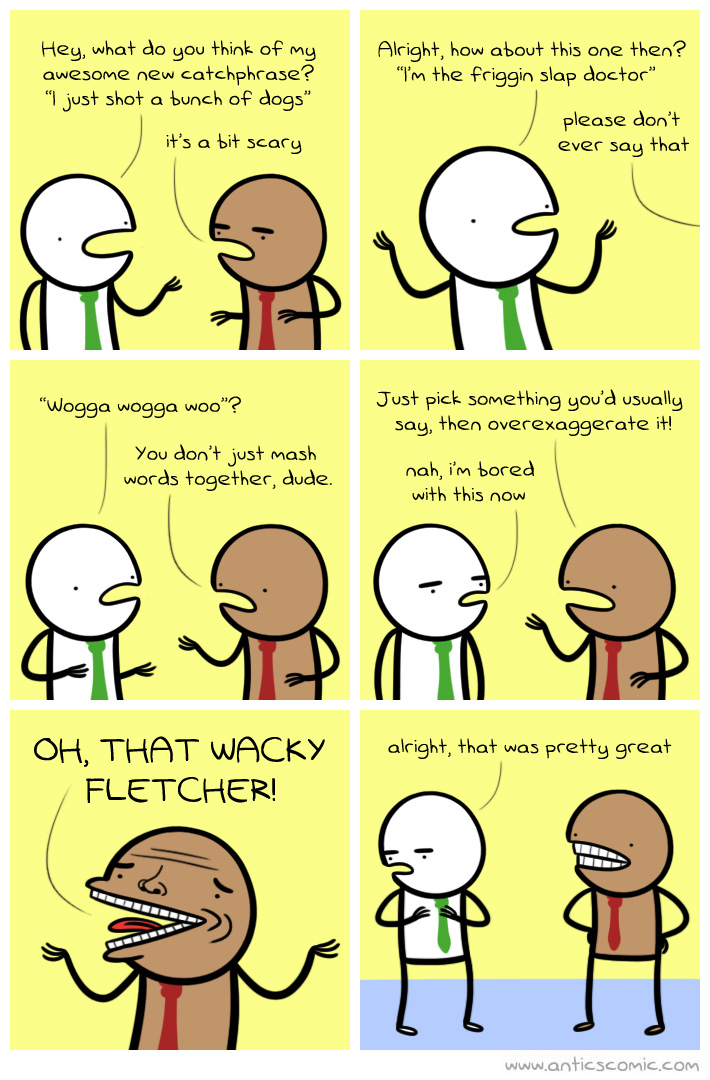 Hey, what do you think of my
awesome new catchphrase?
"I just shot a bunch of dogs"
it's a bit scary
Alright, how about this one then?
"I'm the friggin slap doctor"
please don't
ever say that
"Wogga wogga woo"?
You don't just mash
words together, dude.
Just pick something you'd usually
say, then overexaggerate it!
nah, i'm bored
with this now
OH, THAT WACKY
FLETCHER!
alright, that was pretty great
www.anticscomic.com